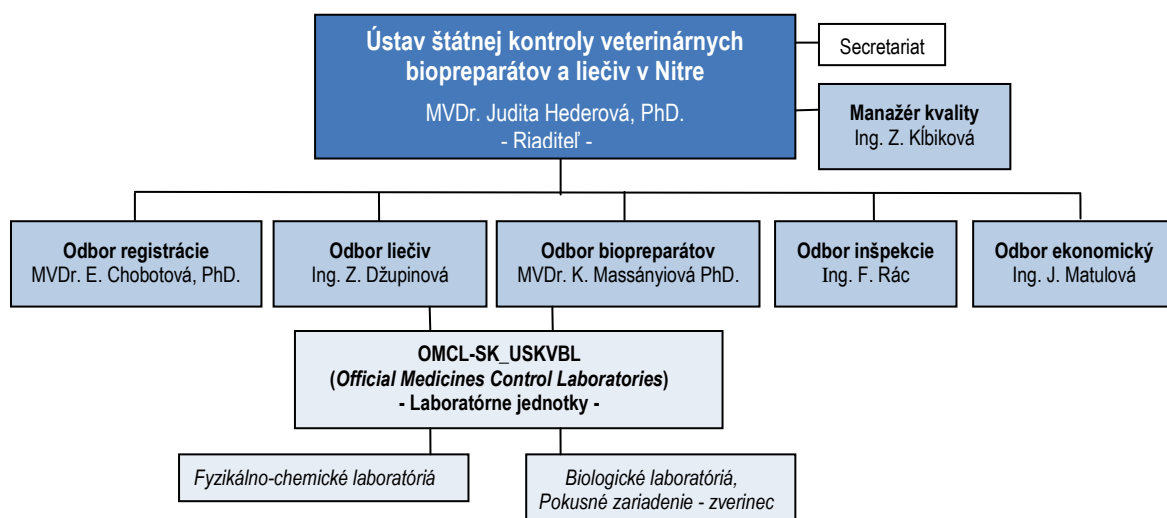 Ústav štátnej kontroly veterinárnych
biopreparátov a liečiv v Nitre
MVDr. Judita Hederová, PhD.
- Riaditeľ -
Secretariat
Manažér kvality
Ing. Z. Kĺbiková
Odbor registrácie
MVDr. E. Chobotová, PhD.
Odbor liečiv
Ing. Z. Džupinová
Odbor biopreparátov
MVDr. K. Massányiová PhD.
Odbor inšpekcie
Ing. F. Rác
Odbor ekonomický
Ing. J. Matulová
OMCL-SK_USKVBL
(Official Medicines Control Laboratories)
- Laboratórne jednotky -
Fyzikálno-chemické laboratóriá
Biologické laboratóriá,
Pokusné zariadenie - zverinec